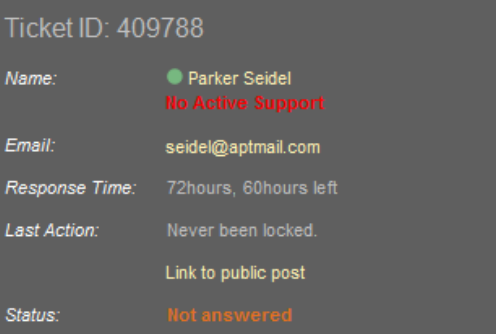 Ticket ID: 409788
Name: Parker Seidel
No Active Support
Email: seidel@aptmail.com
Response Time: 72hours, 60hours left
Last Action: Never been locked.
Link to public post
Status: Not answered